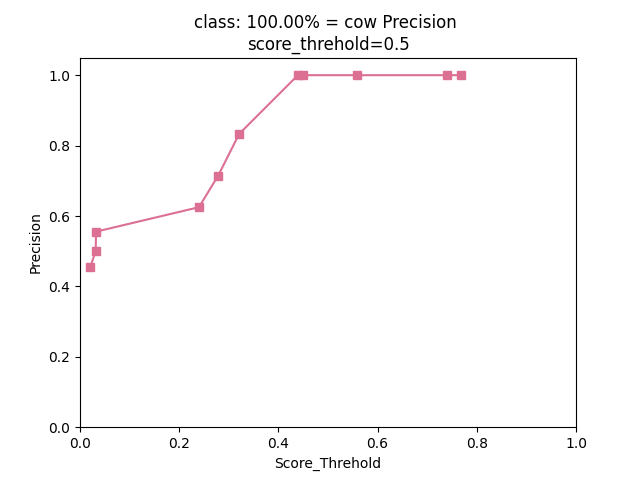 class: 100.00% = cow Precision
score_threhold=0.5
1.0
0.8
0.6
0.4
0.2
0.0
Precision
0.0 0.2 0.4 0.6 0.8 1.0
Score_Threhold